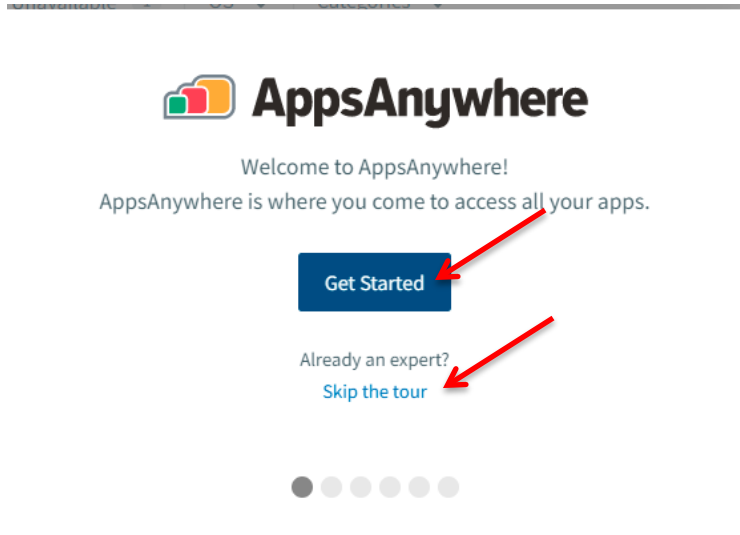 AppsAnywhere
Welcome to AppsAnywhere!
AppsAnywhere is where you come to access all your apps.
Get Started
Already an expert?
Skip the tour